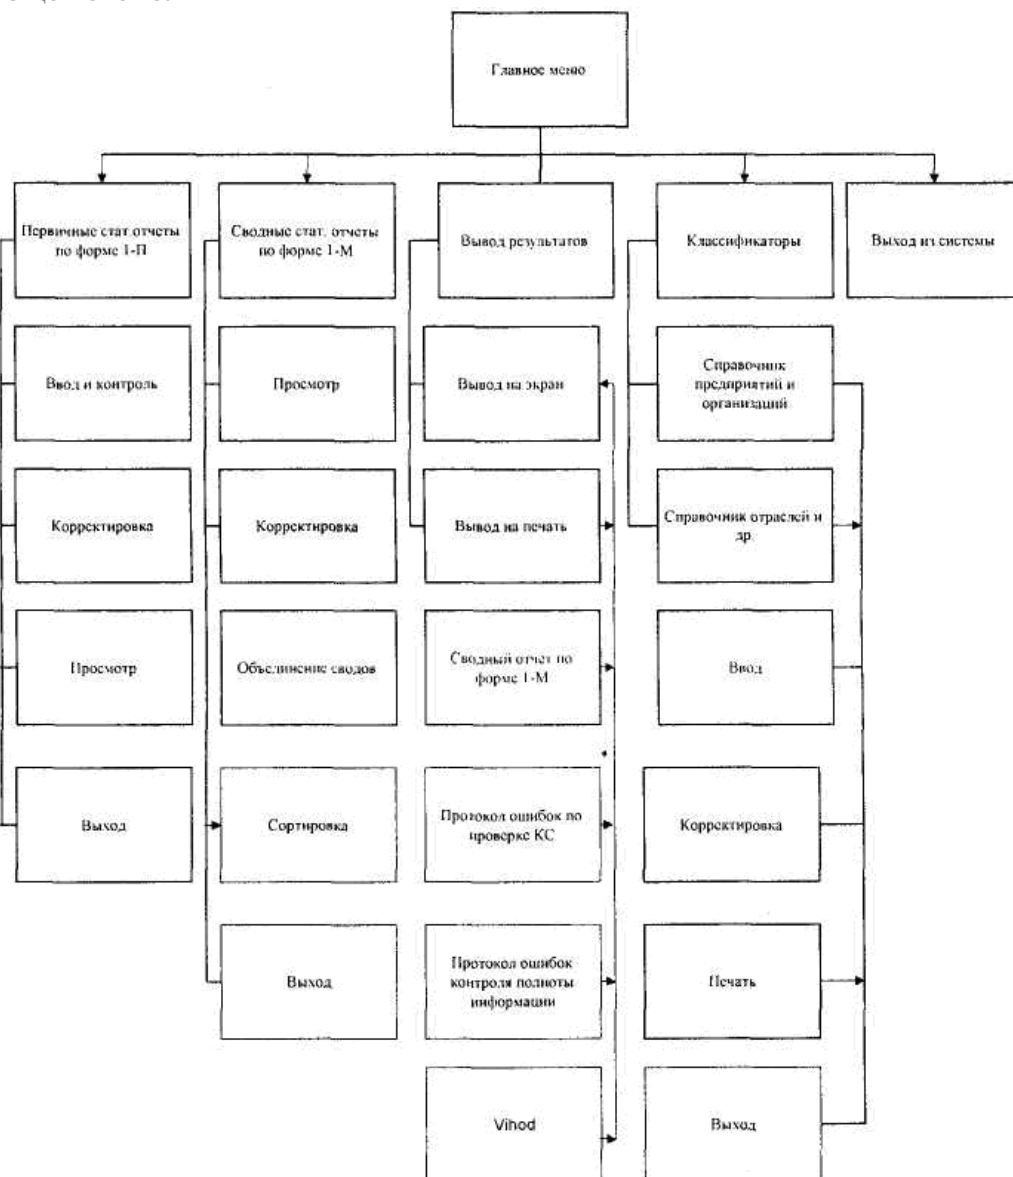 Главное меню
Первичные стат отчеты
по форме 1-П
Сводные стат. отчеты
по форме 1-М
Вывод результатов
Классификаторы
Выход из системы
Ввод и контроль
Просмотр
Вывод на экран
Справочник
предприятий и
организаций
Корректировка
Корректировка
Вывод на печать
Справочник отраслей и
др.
Просмотр
Объединение сводов
Сводный отчет по
форме 1-М
Ввод
Выход
Сортировка
Протокол ошибок по
проверке КС
Корректировка
Выход
Протокол ошибок
контроля полноты
информации
Печать
Vihod
Выход